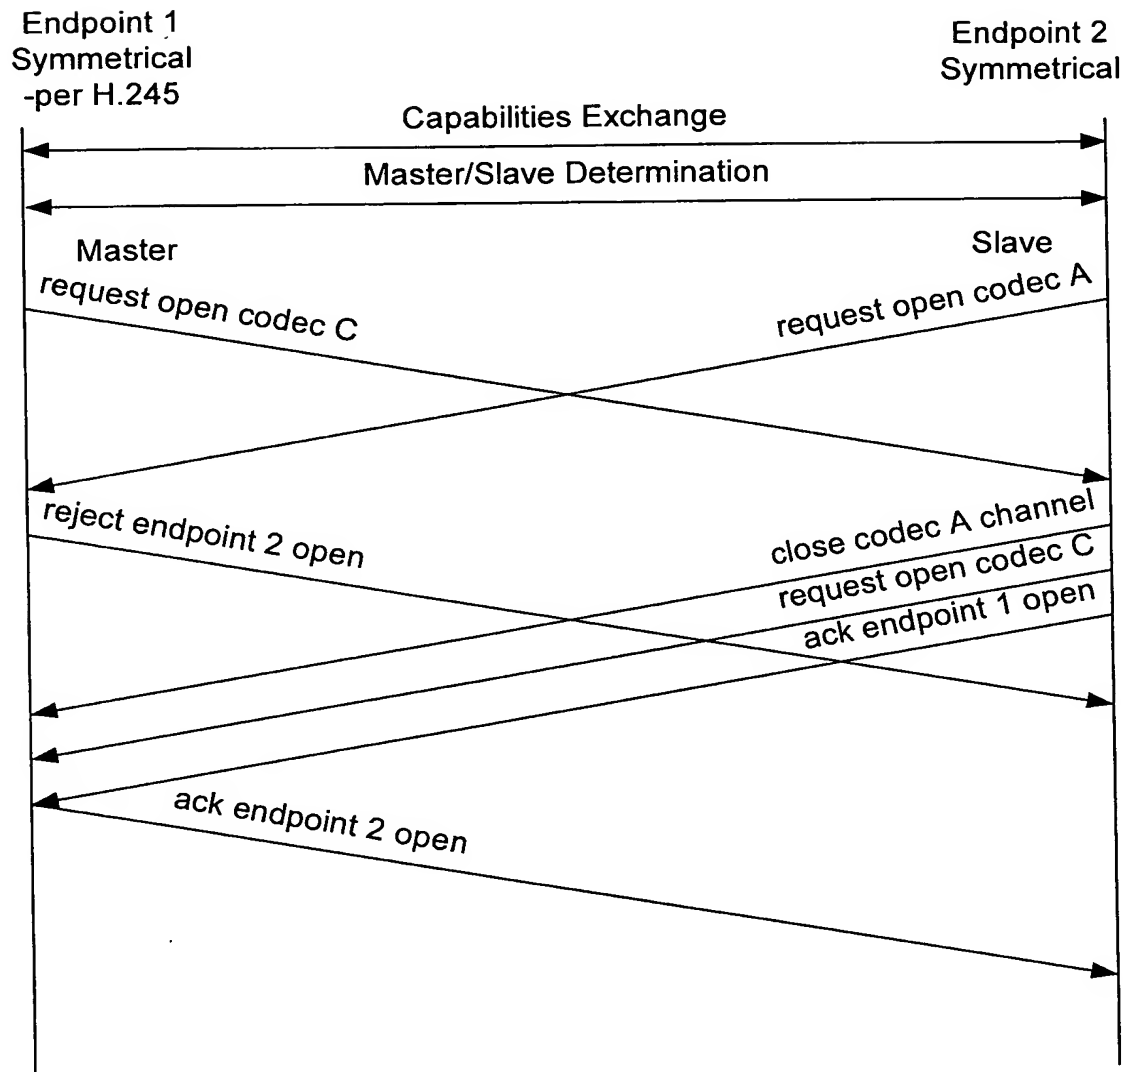 Endpoint 1
Symmetrical
-per H.245
Endpoint 2
Symmetrical
Capabilities Exchange
Master/Slave Determination
Master
Slave
request open codec C
request open codec A
reject endpoint 2 open
close codec A channel
request open codec C
ack endpoint 1 open
ack endpoint 2 open